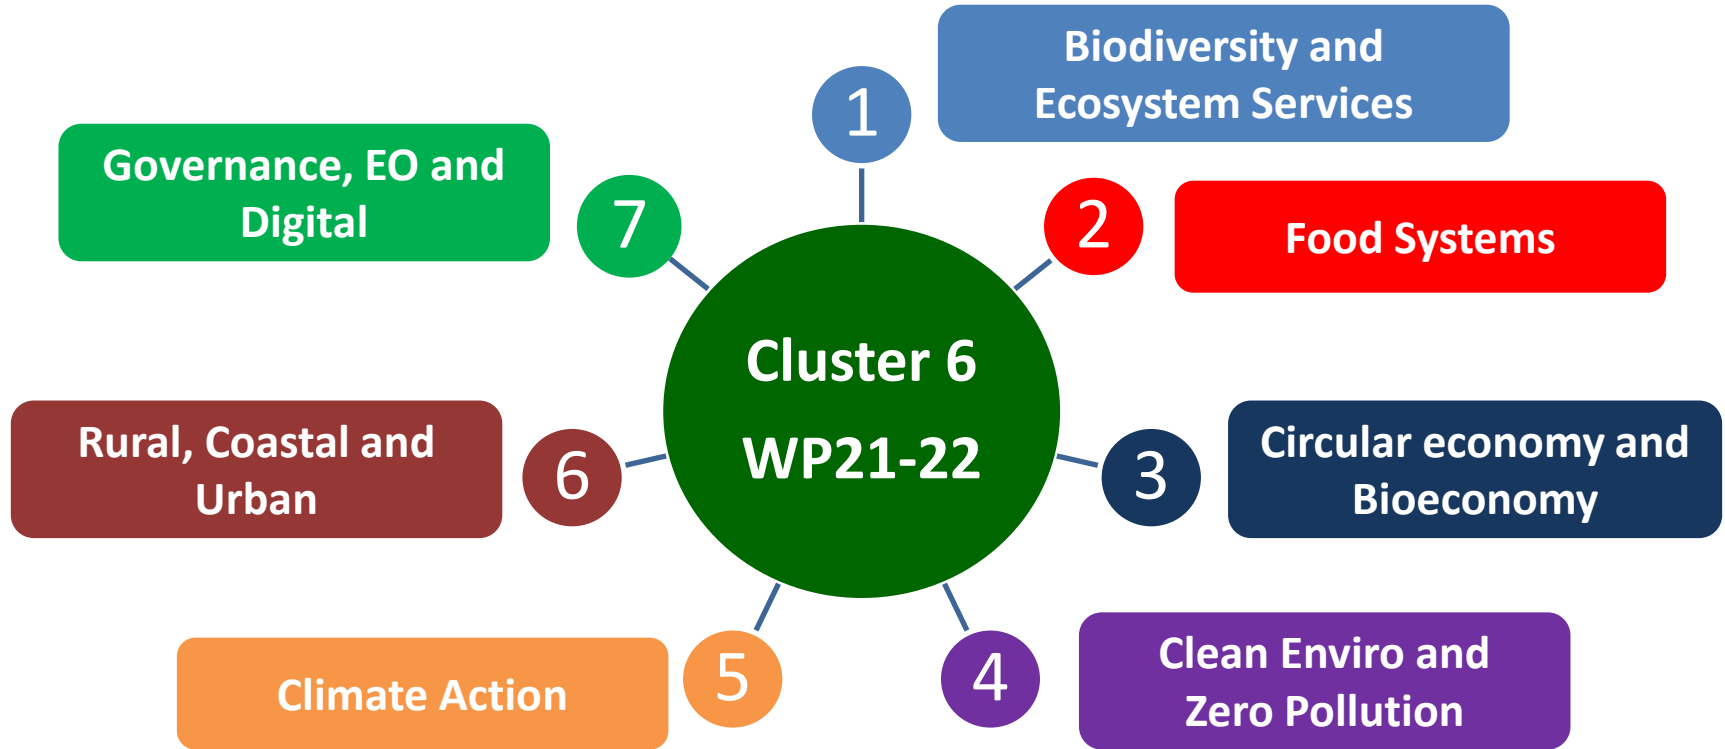 Cluster 6
WP21-22
1
Biodiversity and
Ecosystem Services
2
Food Systems
3
Circular economy and
Bioeconomy
4
Clean Enviro and
Zero Pollution
5
Climate Action
6
Rural, Coastal and
Urban
7
Governance, EO and
Digital